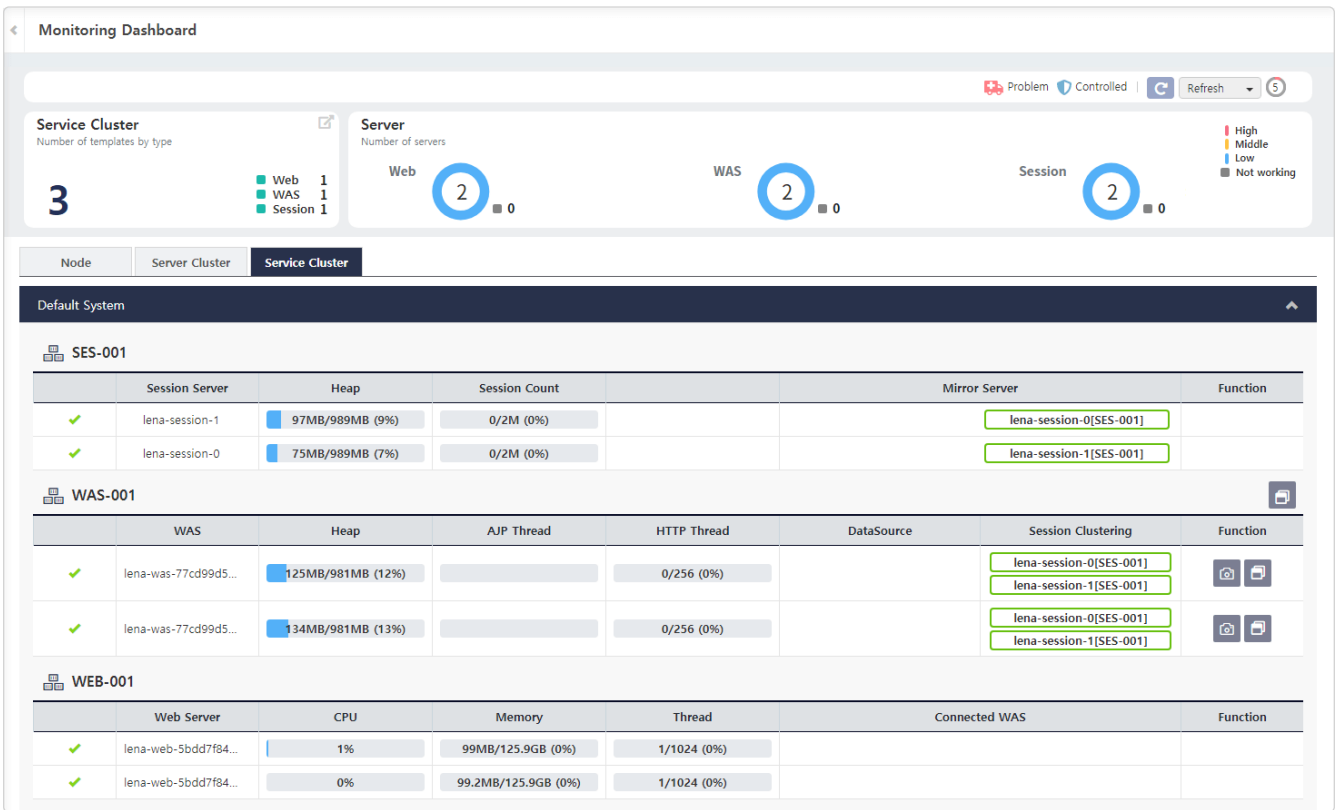 Monitoring Dashboard
Problem Controlled Refresh 5
Service Cluster
Number of templates by type
3
Web 1
WAS 1
Session 1
Server
Number of servers
Web 2 0
WAS 2 0
Session 2 0
High
Middle
Low
Not working
Node Server Cluster Service Cluster
Default System
SES-001
Session Server Heap Session Count Mirror Server Function
lena-session-1 97MB/989MB (9%) 0/2M (0%) lena-session-0[SES-001]
lena-session-0 75MB/989MB (7%) 0/2M (0%) lena-session-1[SES-001]
WAS-001
WAS Heap AJP Thread HTTP Thread DataSource Session Clustering Function
lena-was-77cd99d5... 125MB/981MB (12%) 0/256 (0%) lena-session-0[SES-001]
lena-session-1[SES-001]
lena-was-77cd99d5... 134MB/981MB (13%) 0/256 (0%) lena-session-0[SES-001]
lena-session-1[SES-001]
WEB-001
Web Server CPU Memory Thread Connected WAS Function
lena-web-5bdd7f84... 1% 99MB/125.9GB (0%) 1/1024 (0%)
lena-web-5bdd7f84... 0% 99.2MB/125.9GB (0%) 1/1024 (0%)